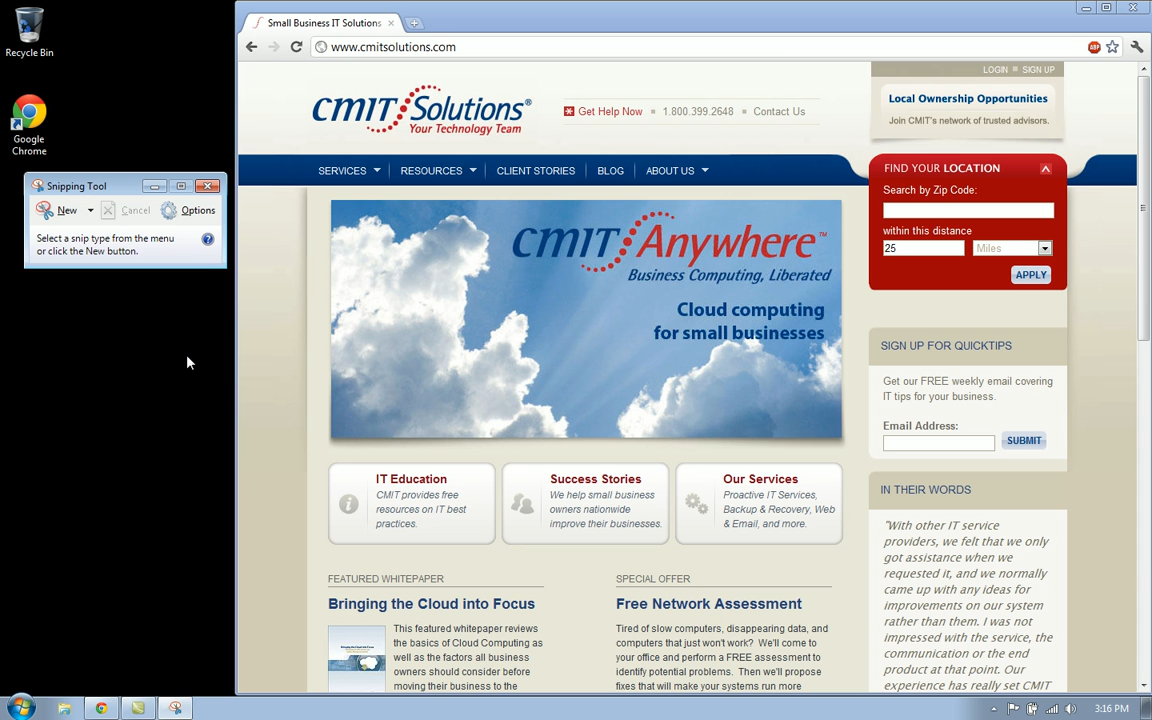 Recycle Bin
Google
Chrome
Snipping Tool
New
Cancel
Options
Select a snip type from the menu
or click the New button.
Small Business IT Solutions
www.cmitsolutions.com
ABP
LOGIN
SIGN UP
CMIT Solutions®
Your Technology Team
Get Help Now
1.800.399.2648
Contact Us
Local Ownership Opportunities
Join CMIT's network of trusted advisors.
SERVICES
RESOURCES
CLIENT STORIES
BLOG
ABOUT US
FIND YOUR LOCATION
Search by Zip Code:
within this distance
25
Miles
APPLY
CMIT Anywhere™
Business Computing, Liberated
Cloud computing
for small businesses
SIGN UP FOR QUICKTIPS
Get our FREE weekly email covering
IT tips for your business.
Email Address:
SUBMIT
IT Education
CMIT provides free
resources on IT best
practices.
Success Stories
We help small business
owners nationwide
improve their businesses.
Our Services
Proactive IT Services,
Backup & Recovery, Web
& Email, and more.
IN THEIR WORDS
"With other IT service
providers, we felt that we only
got assistance when we
requested it, and we normally
came up with any ideas for
improvements on our system
rather than them. I was not
impressed with the service, the
communication or the end
product at that point. Our
experience has really set CMIT
FEATURED WHITEPAPER
Bringing the Cloud into Focus
This featured whitepaper reviews
the basics of Cloud Computing as
well as the factors all business
owners should consider before
moving their business to the
SPECIAL OFFER
Free Network Assessment
Tired of slow computers, disappearing data, and
computers that just won't work? We'll come to
your office and perform a FREE assessment to
identify potential problems. Then we'll propose
fixes that will make your systems run more
3:16 PM